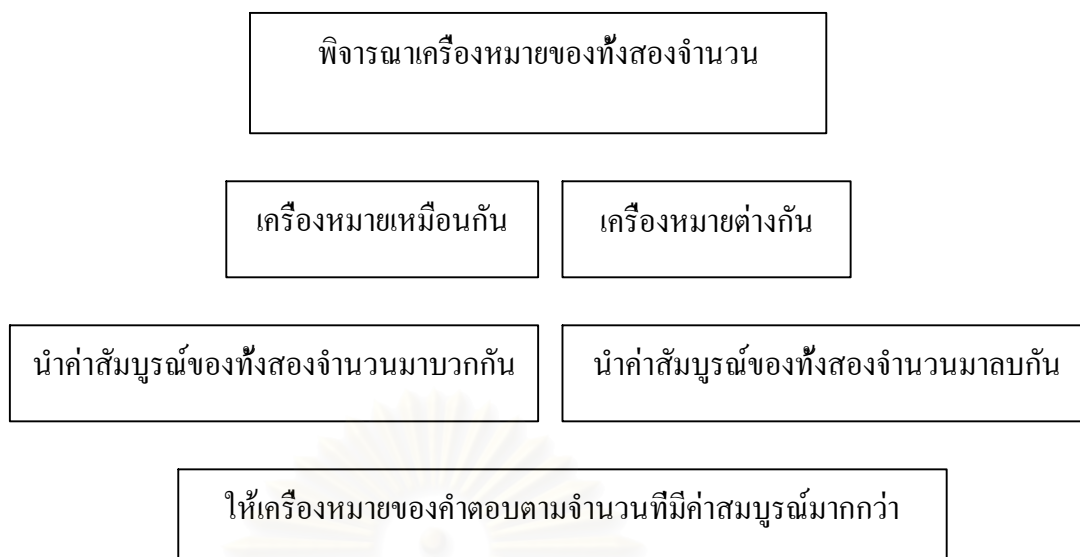 พิจารณาเครื่องหมายของทั้งสองจำนวน
เครื่องหมายเหมือนกัน
เครื่องหมายต่างกัน
นำค่าสัมบูรณ์ของทั้งสองจำนวนมาบวกกัน
นำค่าสัมบูรณ์ของทั้งสองจำนวนมาลบกัน
ให้เครื่องหมายของคำตอบตามจำนวนที่มีค่าสมบูรณ์มากกว่า